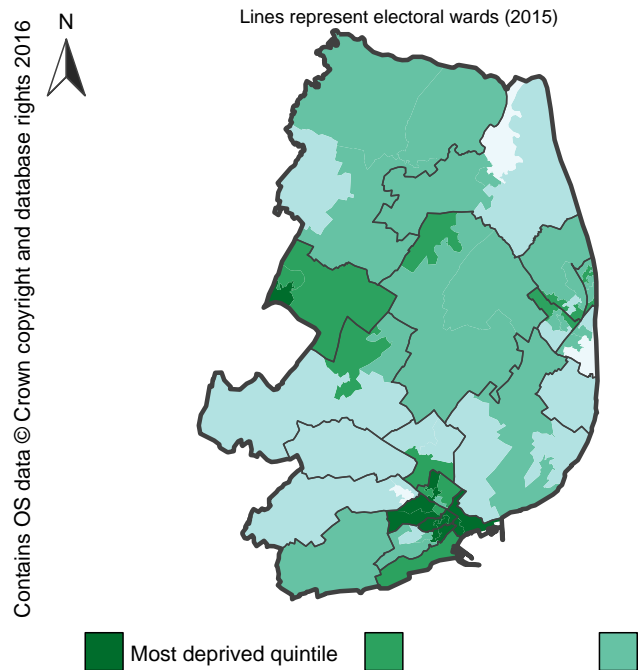 Lines represent electoral wards (2015)
N
Contains OS data © Crown copyright and database rights 2016
Most deprived quintile